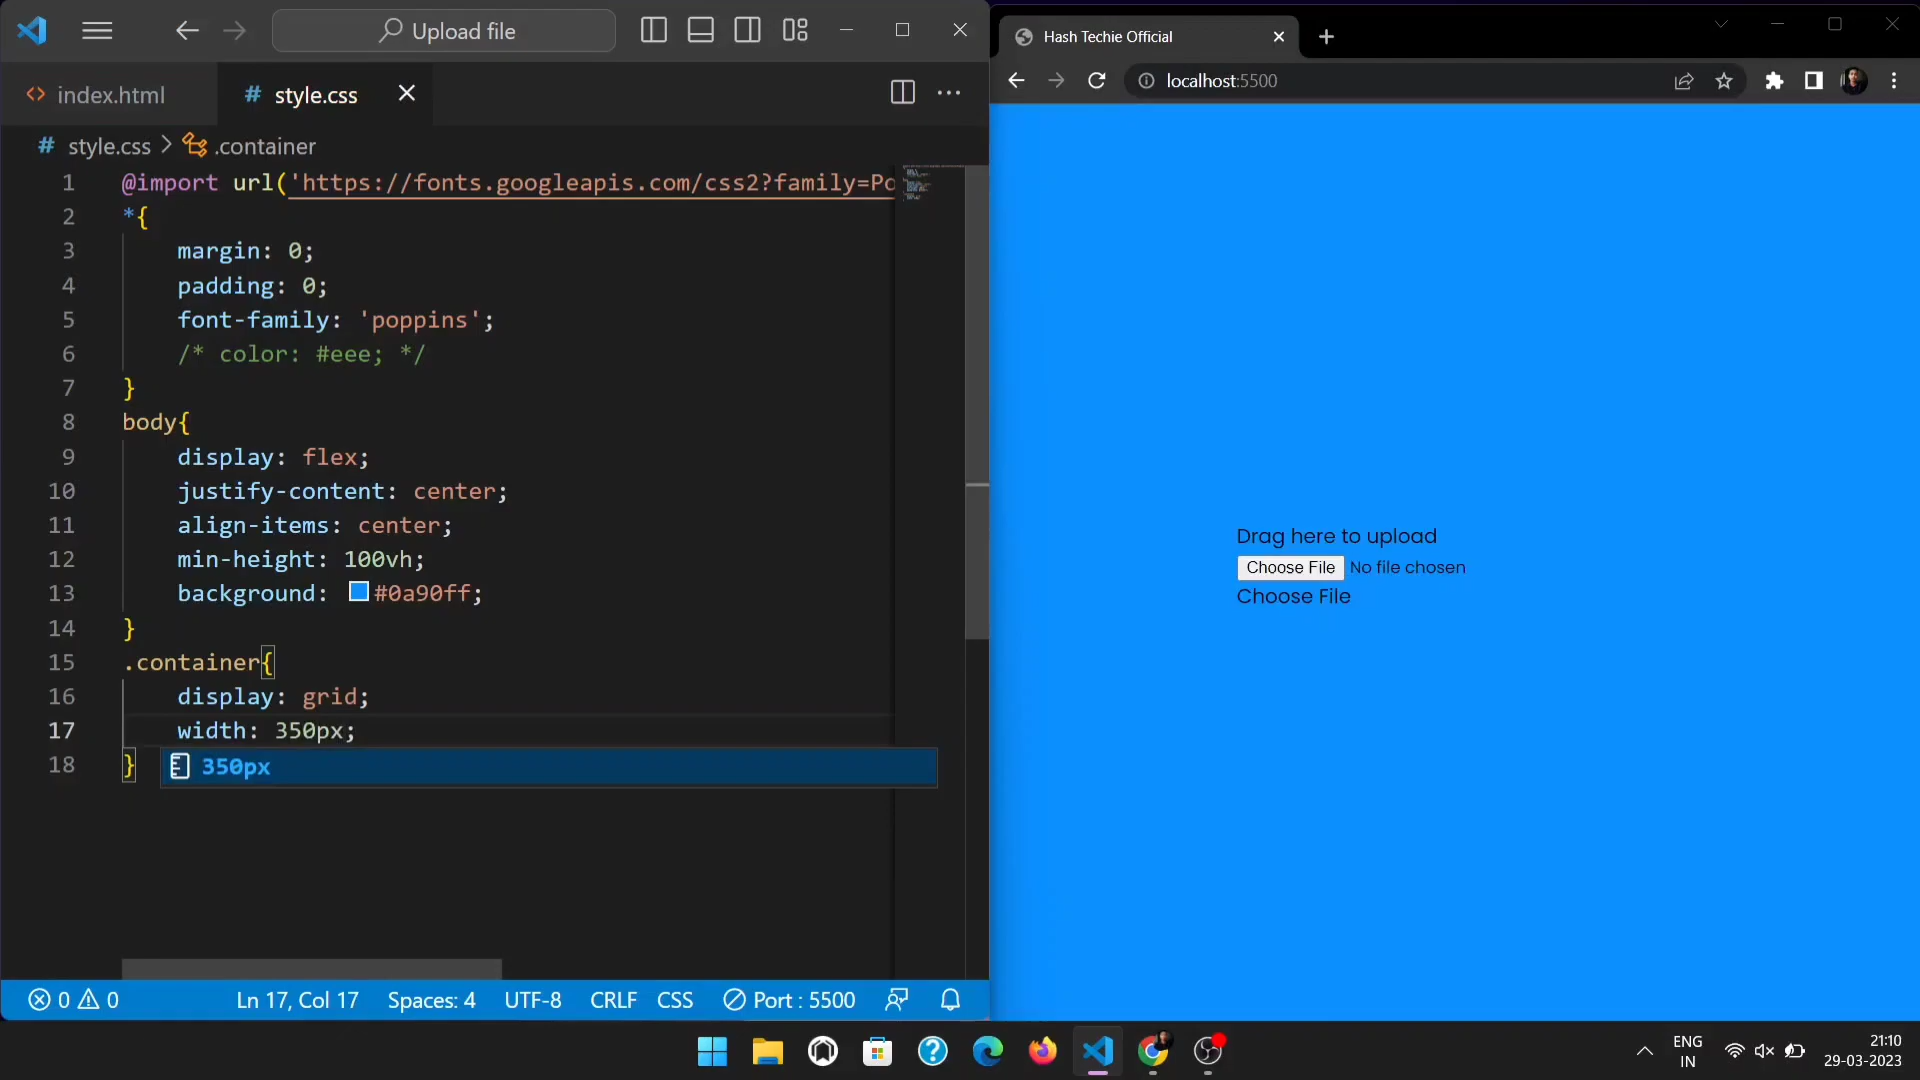 Upload file
index.html
# style.css
# style.css > .container
1 @import url('https://fonts.googleapis.com/css2?family=Po
2 *{
3 margin: 0;
4 padding: 0;
5 font-family: 'poppins';
6 /* color: #eee; */
7 }
8 body{
9 display: flex;
10 justify-content: center;
11 align-items: center;
12 min-height: 100vh;
13 background: #0a90ff;
14 }
15 .container{
16 display: grid;
17 width: 350px;
18 }
350px
0 0
Ln 17, Col 17
Spaces: 4
UTF-8
CRLF
CSS
Port : 5500
Hash Techie Official
localhost:5500
Drag here to upload
Choose File No file chosen
Choose File
ENG
IN
21:10
29-03-2023